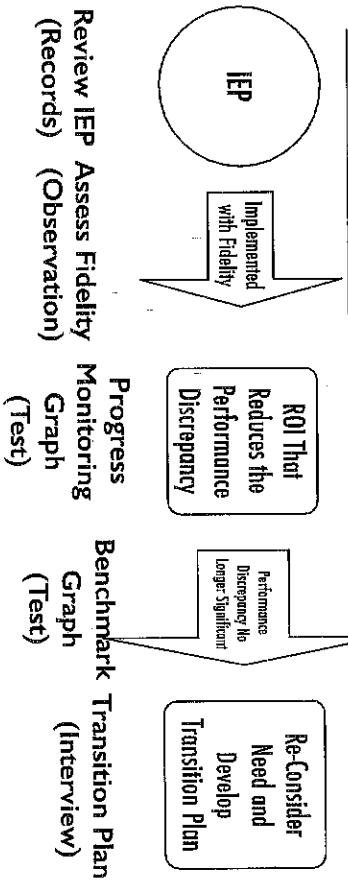 IEP
Implemented
with Fidelity
ROI That
Reduces the
Performance
Discrepancy
Performance
Discrepancy No
Longer Significant
Re-Consider
Need and
Develop
Transition Plan
Review IEP
(Records)
Assess Fidelity
(Observation)
Progress
Monitoring
Graph
(Test)
Benchmark
Graph
(Test)
Transition Plan
(Interview)